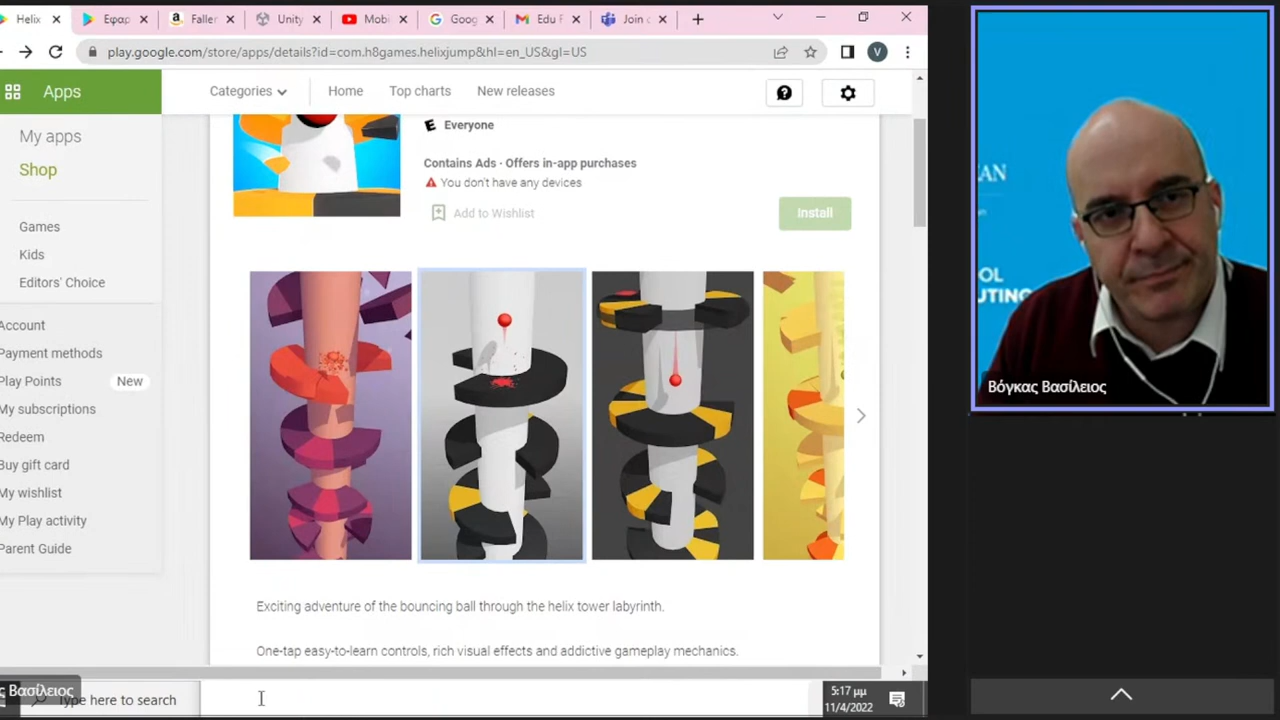 Helix
Εφαρ
Faller
Unity
Mobi
Goog
Edu F
Join c
play.google.com/store/apps/details?id=com.h8games.helixjump&hl=en_US&gl=US
V
Apps
Categories
Home
Top charts
New releases
My apps
Shop
Games
Kids
Editors' Choice
Account
Payment methods
Play Points
New
My subscriptions
Redeem
Buy gift card
My wishlist
My Play activity
Parent Guide
E Everyone
Contains Ads · Offers in-app purchases
You don't have any devices
Add to Wishlist
Install
Exciting adventure of the bouncing ball through the helix tower labyrinth.
One-tap easy-to-learn controls, rich visual effects and addictive gameplay mechanics.
ς Βασίλειος
Type here to search
5:17 μμ
11/4/2022
AN
OL
UTING
Βόγκας Βασίλειος